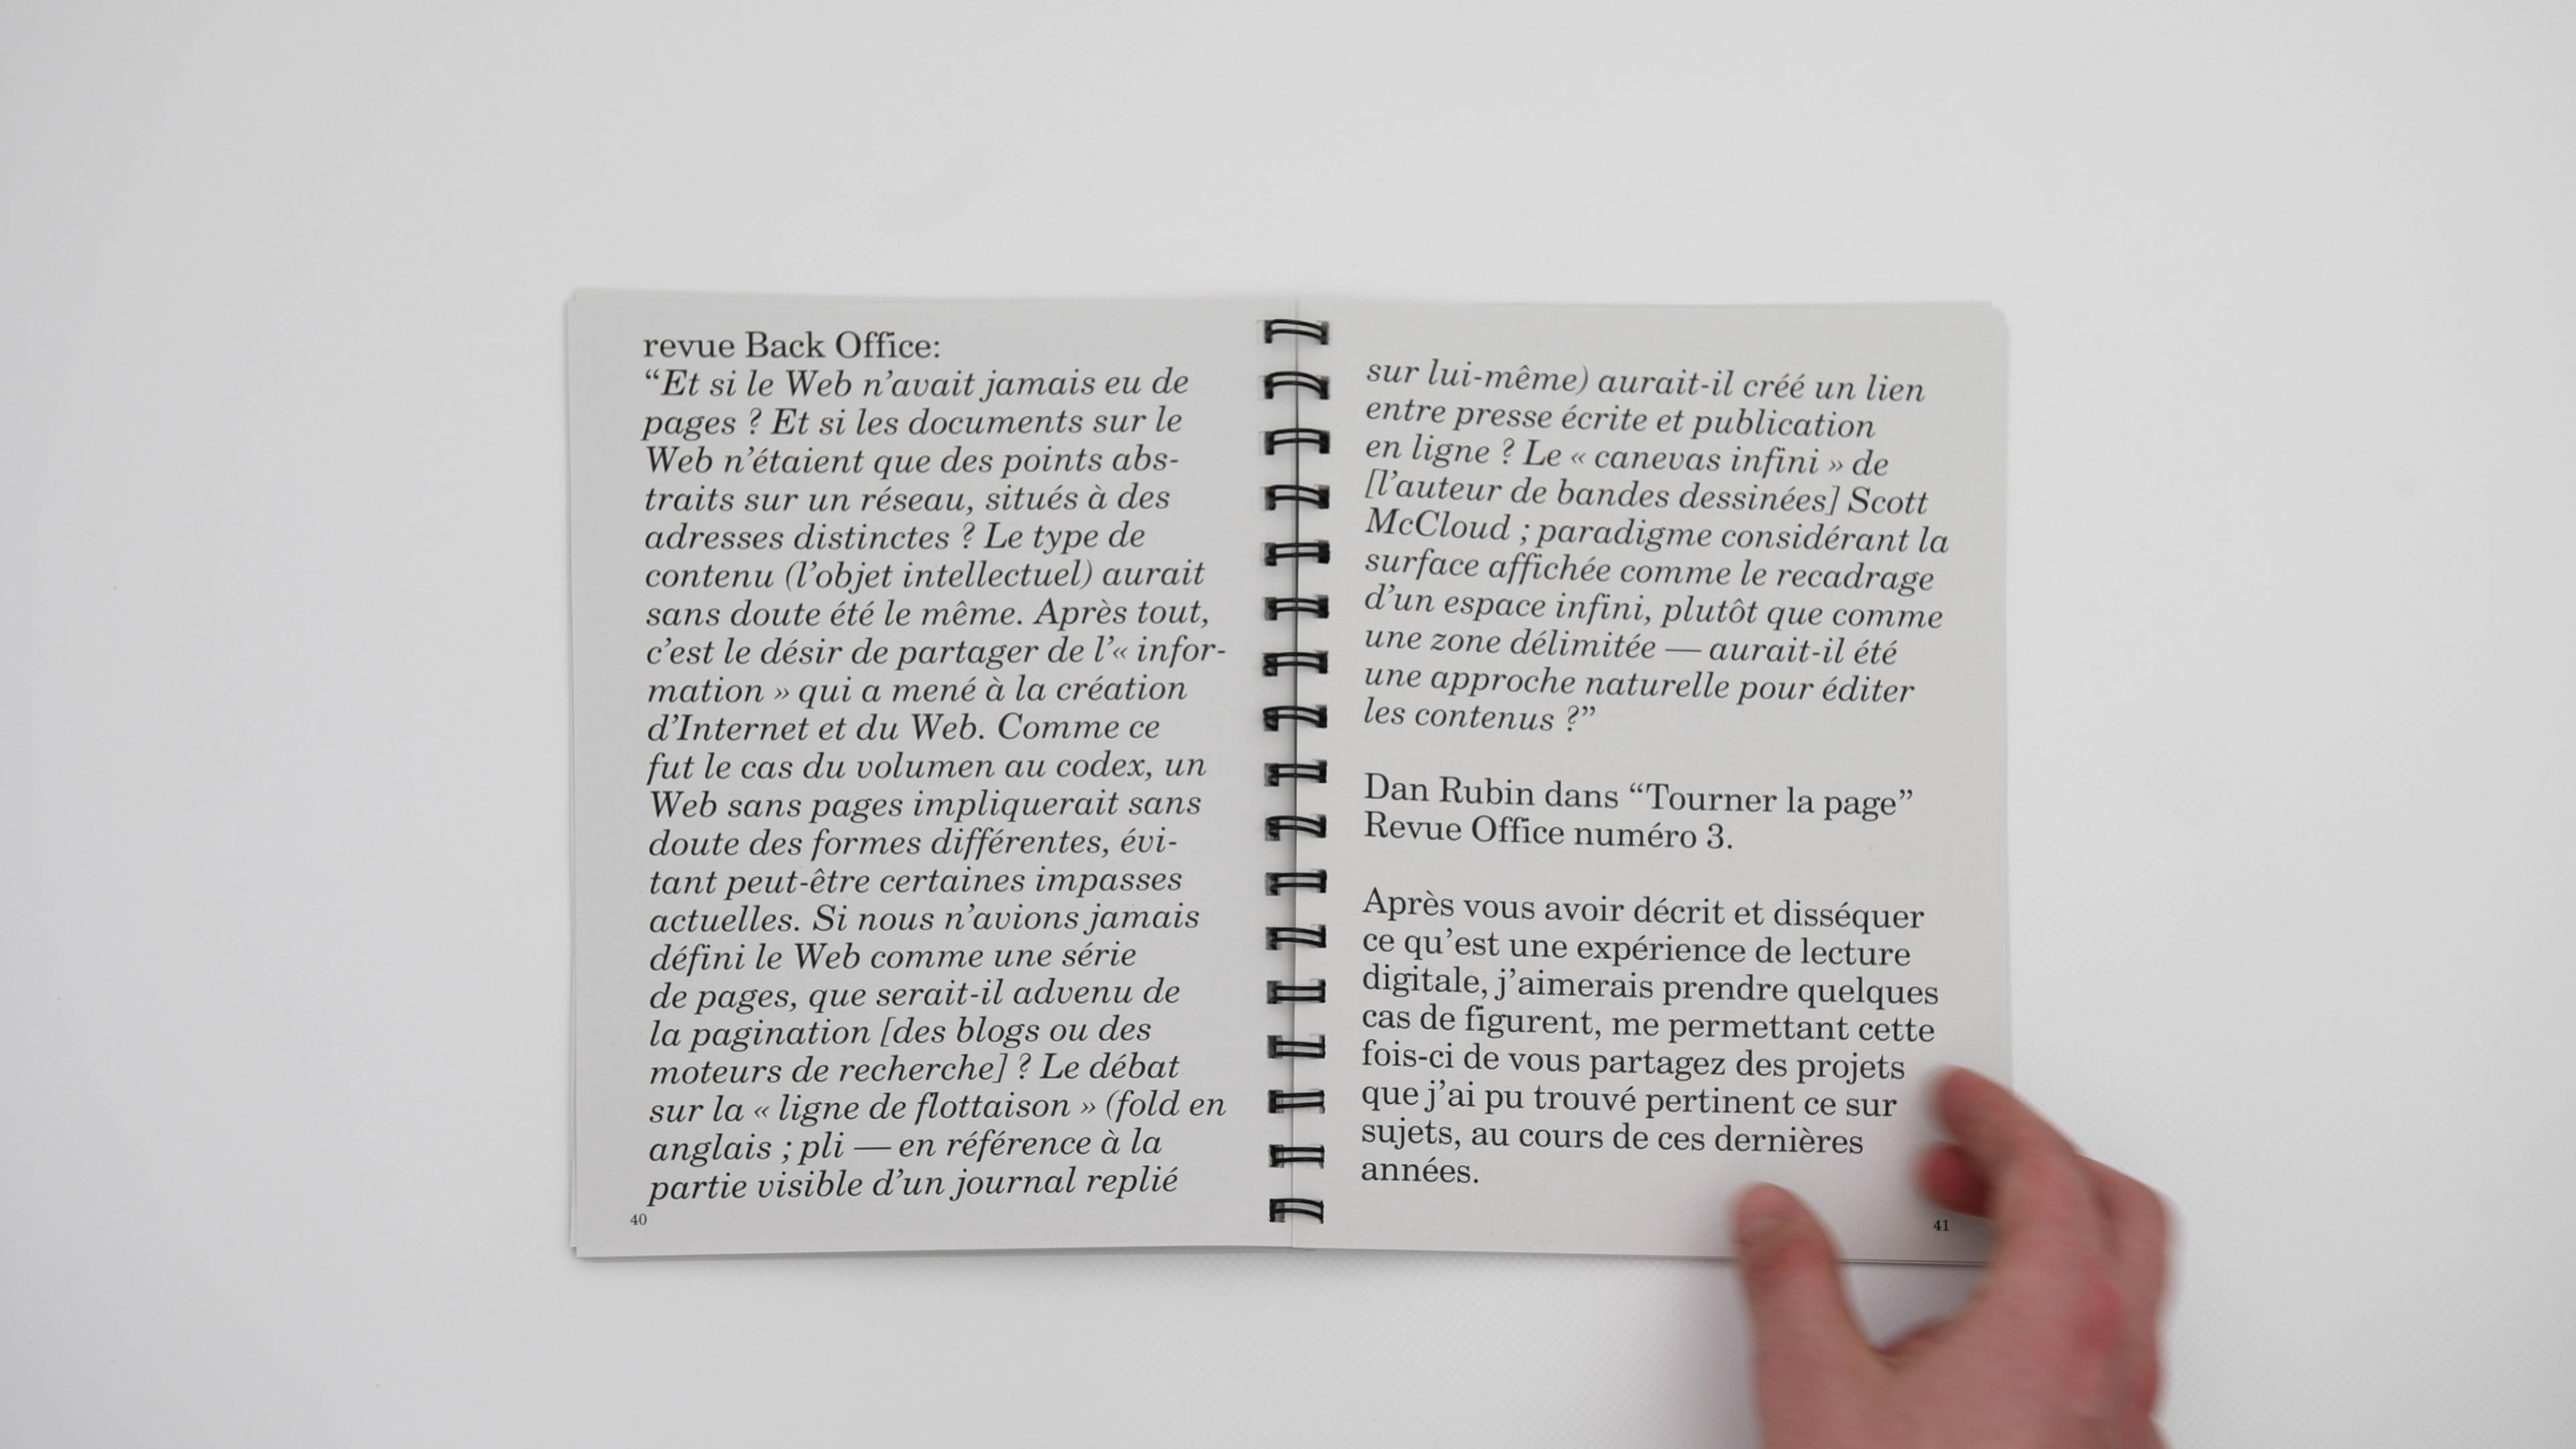 revue Back Office:
“Et si le Web n’avait jamais eu de
pages ? Et si les documents sur le
Web n’étaient que des points abs-
traits sur un réseau, situés à des
adresses distinctes ? Le type de
contenu (l’objet intellectuel) aurait
sans doute été le même. Après tout,
c’est le désir de partager de l’« infor-
mation » qui a mené à la création
d’Internet et du Web. Comme ce
fut le cas du volumen au codex, un
Web sans pages impliquerait sans
doute des formes différentes, évi-
tant peut-être certaines impasses
actuelles. Si nous n’avions jamais
défini le Web comme une série
de pages, que serait-il advenu de
la pagination [des blogs ou des
moteurs de recherche] ? Le débat
sur la « ligne de flottaison » (fold en
anglais ; pli — en référence à la
partie visible d’un journal replié
40
sur lui-même) aurait-il créé un lien
entre presse écrite et publication
en ligne ? Le « canevas infini » de
[l’auteur de bandes dessinées] Scott
McCloud ; paradigme considérant la
surface affichée comme le recadrage
d’un espace infini, plutôt que comme
une zone délimitée — aurait-il été
une approche naturelle pour éditer
les contenus ?”
Dan Rubin dans “Tourner la page”
Revue Office numéro 3.
Après vous avoir décrit et disséquer
ce qu’est une expérience de lecture
digitale, j’aimerais prendre quelques
cas de figurent, me permettant cette
fois-ci de vous partagez des projets
que j’ai pu trouvé pertinent ce sur
sujets, au cours de ces dernières
années.
41